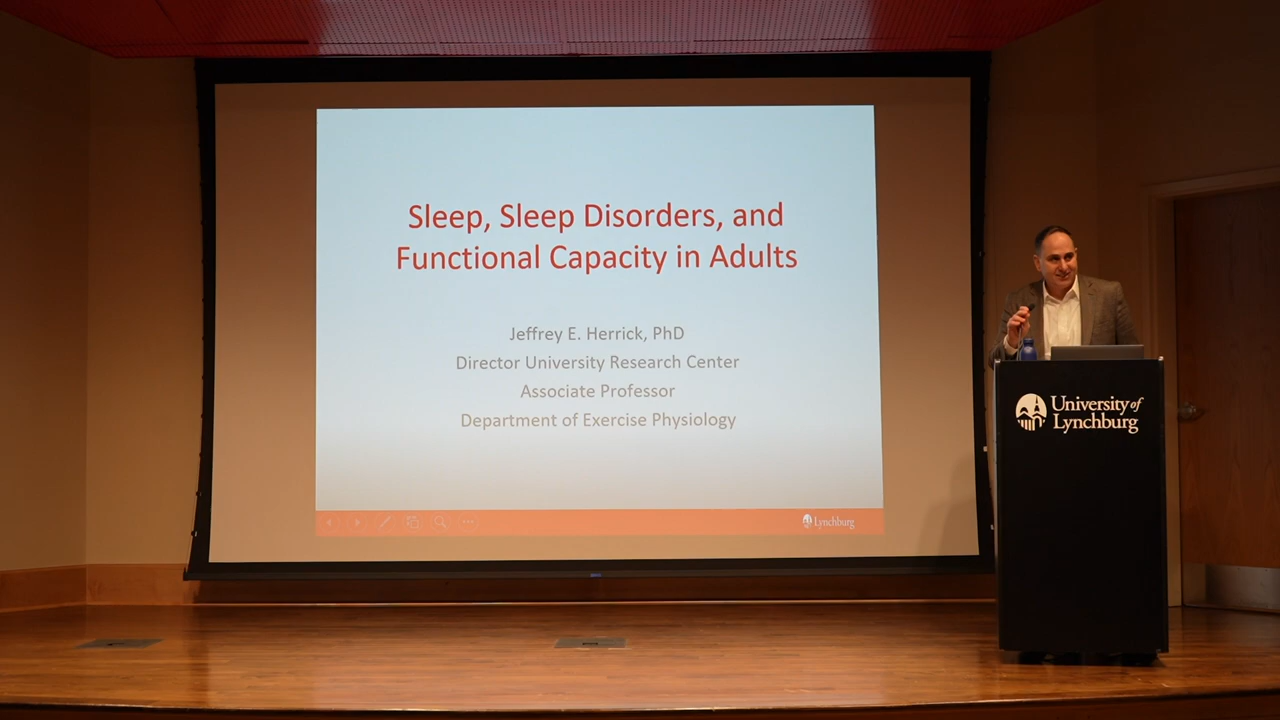 Sleep, Sleep Disorders, and
Functional Capacity in Adults
Jeffrey E. Herrick, PhD
Director University Research Center
Associate Professor
Department of Exercise Physiology
Lynchburg
University of
Lynchburg